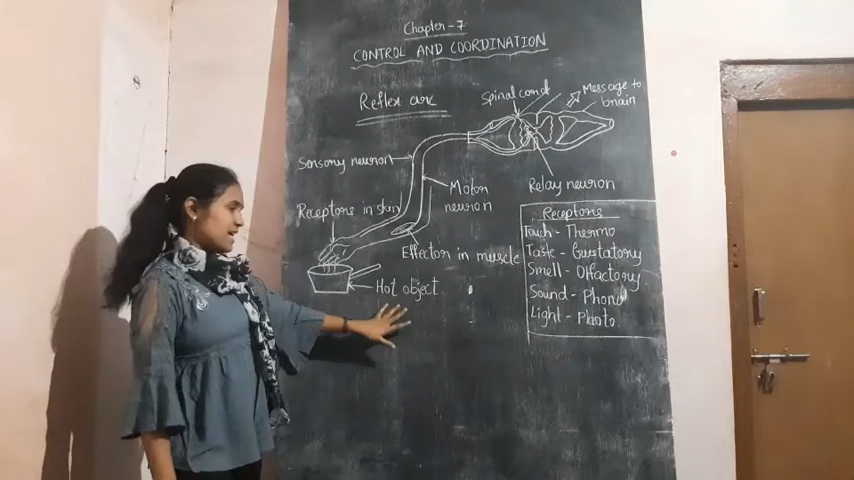 Chapter - 7
CONTROL AND COORDINATION
Reflex arc
Spinal cord
Message to
brain
Sensory neuron
Receptors in skin
Motor
neuron
Relay neuron
Effector in muscle
Hot object
Receptors
Touch - Thermo
Taste - Gustatory
Smell - Olfactory
Sound - Phono
Light - Photo